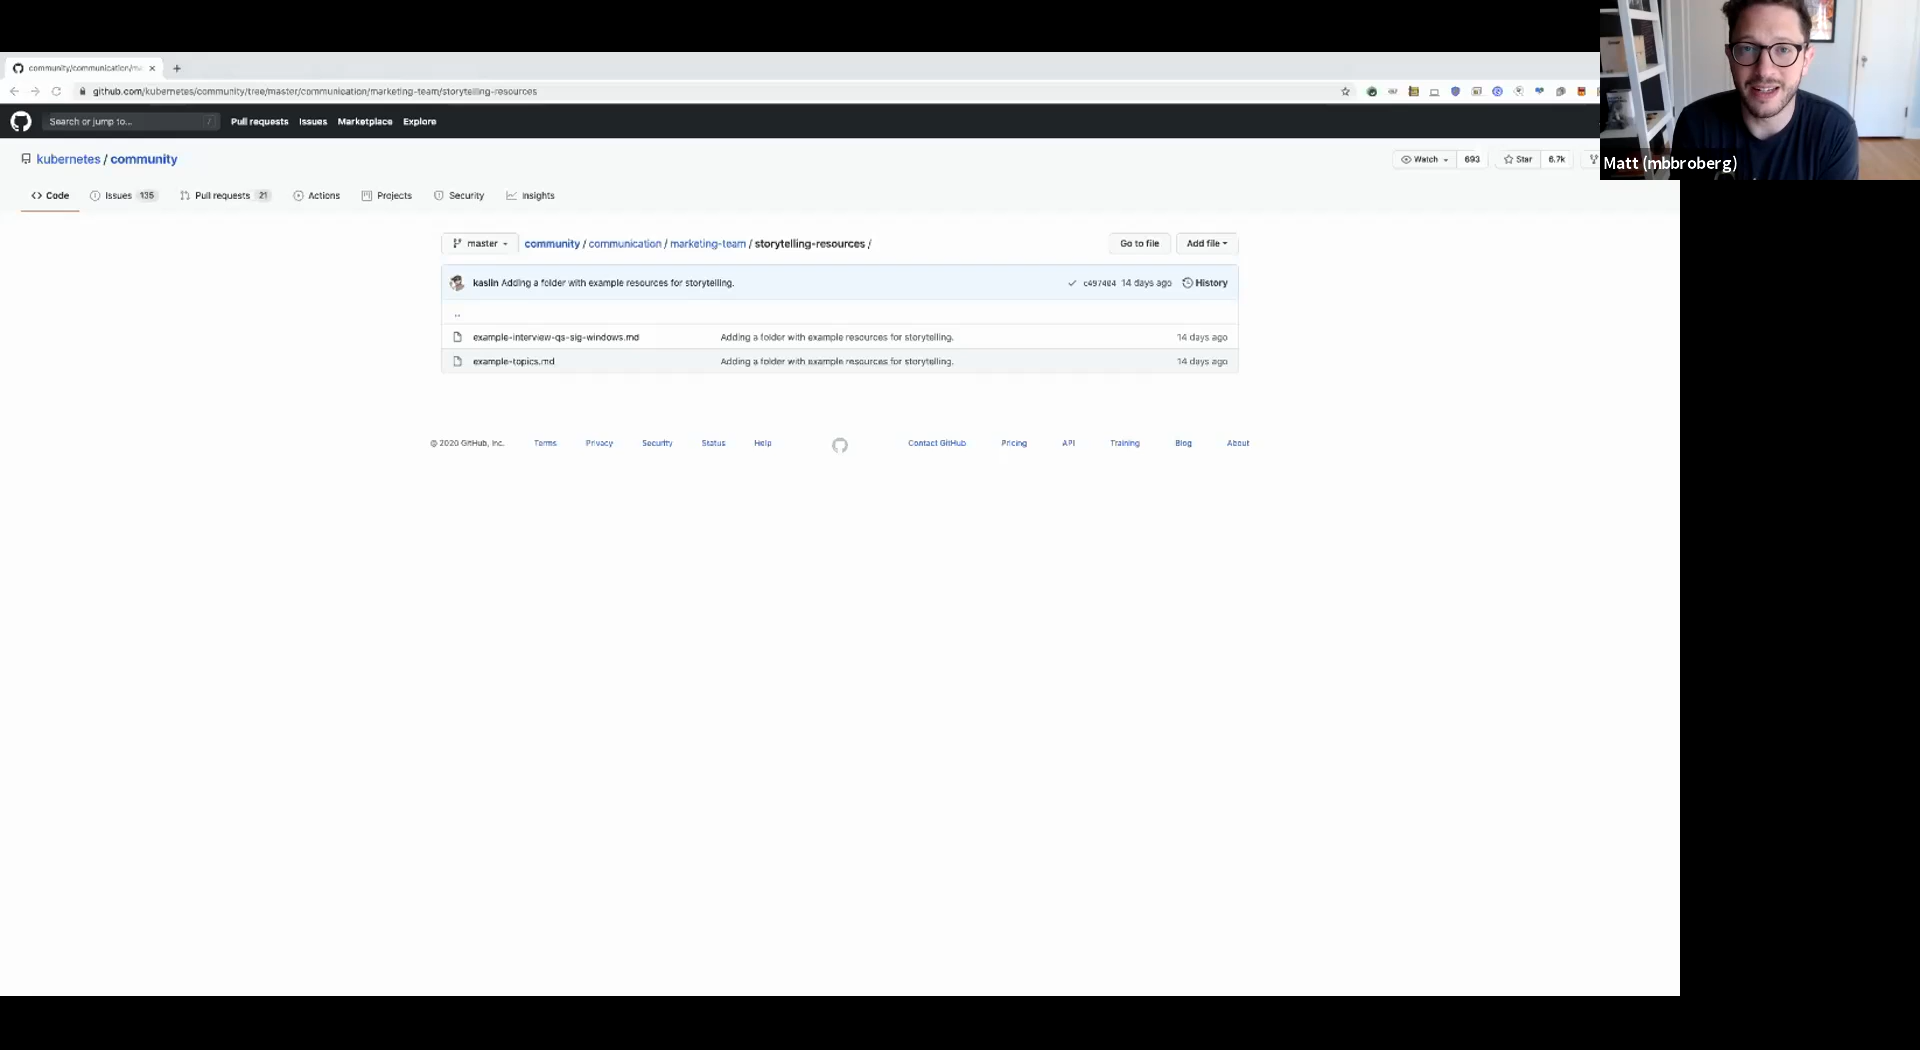 community/communication/ma
github.com/kubernetes/community/tree/master/communication/marketing-team/storytelling-resources
Search or jump to... /
Pull requests Issues Marketplace Explore
kubernetes / community
Watch 693 Star 6.7k
Matt (mbbroberg)
Code Issues 135 Pull requests 21 Actions Projects Security Insights
master community / communication / marketing-team / storytelling-resources / Go to file Add file
kaslin Adding a folder with example resources for storytelling. c497404 14 days ago History
..
example-interview-qs-sig-windows.md Adding a folder with example resources for storytelling. 14 days ago
example-topics.md Adding a folder with example resources for storytelling. 14 days ago
© 2020 GitHub, Inc. Terms Privacy Security Status Help Contact GitHub Pricing API Training Blog About